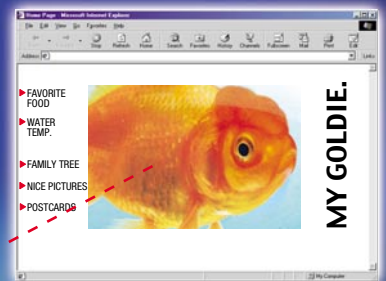 Home Page - Microsoft Internet Explorer
File Edit View Go Favorites Help
Stop Refresh Home Search Favorites History Channels Fullscreen Mail Print Edit
Address Links
FAVORITE
FOOD
WATER
TEMP.
FAMILY TREE
NICE PICTURES
POSTCARDS
MY GOLDIE.
My Computer